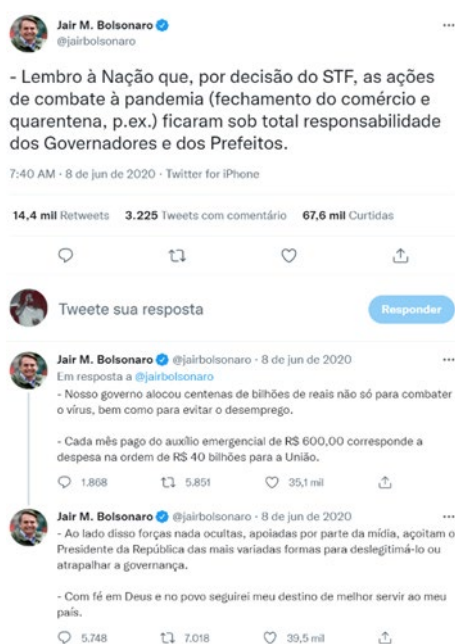 Jair M. Bolsonaro
@jairbolsonaro
- Lembro à Nação que, por decisão do STF, as ações
de combate à pandemia (fechamento do comércio e
quarentena, p.ex.) ficaram sob total responsabilidade
dos Governadores e dos Prefeitos.
7:40 AM · 8 de jun de 2020 · Twitter for iPhone
14,4 mil Retweets 3.225 Tweets com comentário 67,6 mil Curtidas
Tweete sua resposta
Responder
Jair M. Bolsonaro @jairbolsonaro · 8 de jun de 2020
Em resposta a @jairbolsonaro
- Nosso governo alocou centenas de bilhões de reais não só para combater
o vírus, bem como para evitar o desemprego.
- Cada mês pago do auxílio emergencial de R$ 600,00 corresponde a
despesa na ordem de R$ 40 bilhões para a União.
1.868 5.851 35,1 mil
Jair M. Bolsonaro @jairbolsonaro · 8 de jun de 2020
- Ao lado disso forças nada ocultas, apoiadas por parte da mídia, açoitam o
Presidente da República das mais variadas formas para deslegitimá-lo ou
atrapalhar a governança.
- Com fé em Deus e no povo seguirei meu destino de melhor servir ao meu
país.
5.748 7.018 39,5 mil